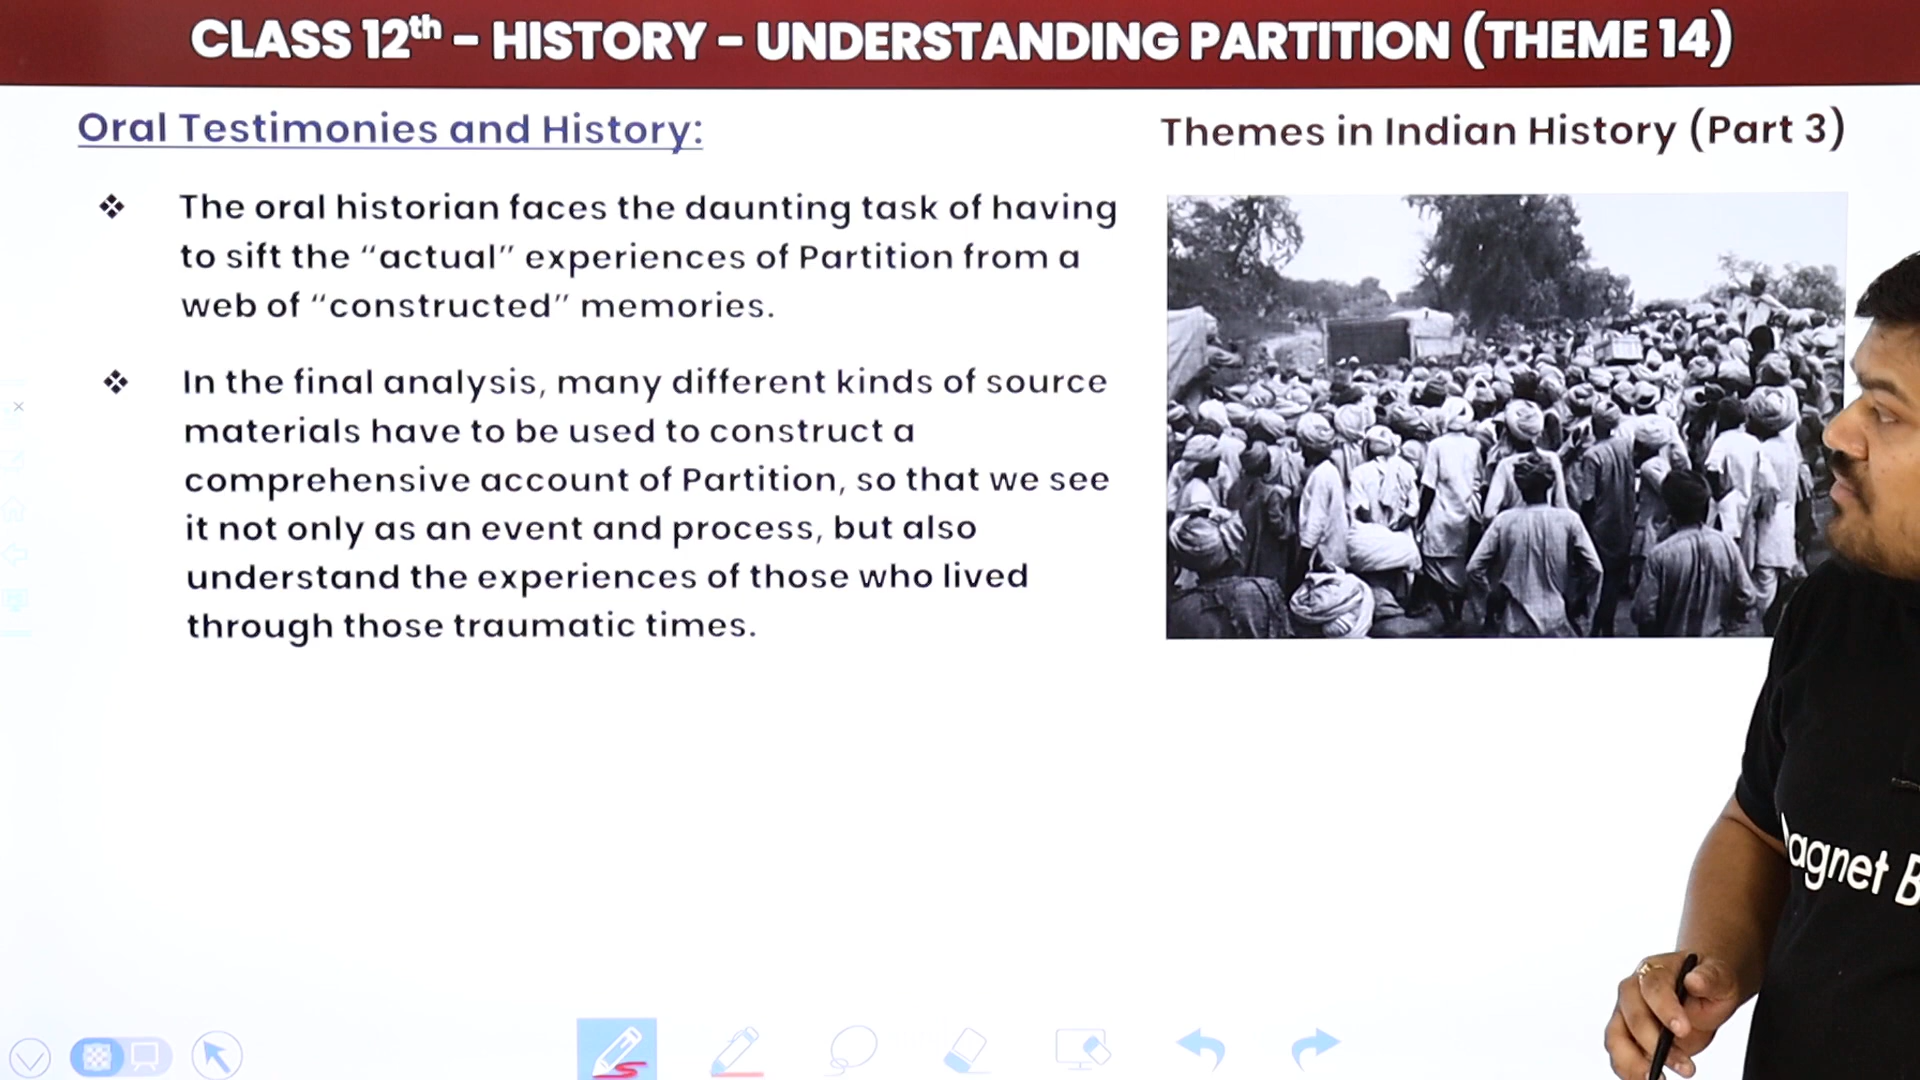 CLASS 12th - HISTORY - UNDERSTANDING PARTITION (THEME 14)
Oral Testimonies and History:
Themes in Indian History (Part 3)
❖ The oral historian faces the daunting task of having
to sift the “actual” experiences of Partition from a
web of “constructed” memories.
❖ In the final analysis, many different kinds of source
materials have to be used to construct a
comprehensive account of Partition, so that we see
it not only as an event and process, but also
understand the experiences of those who lived
through those traumatic times.
agnet B